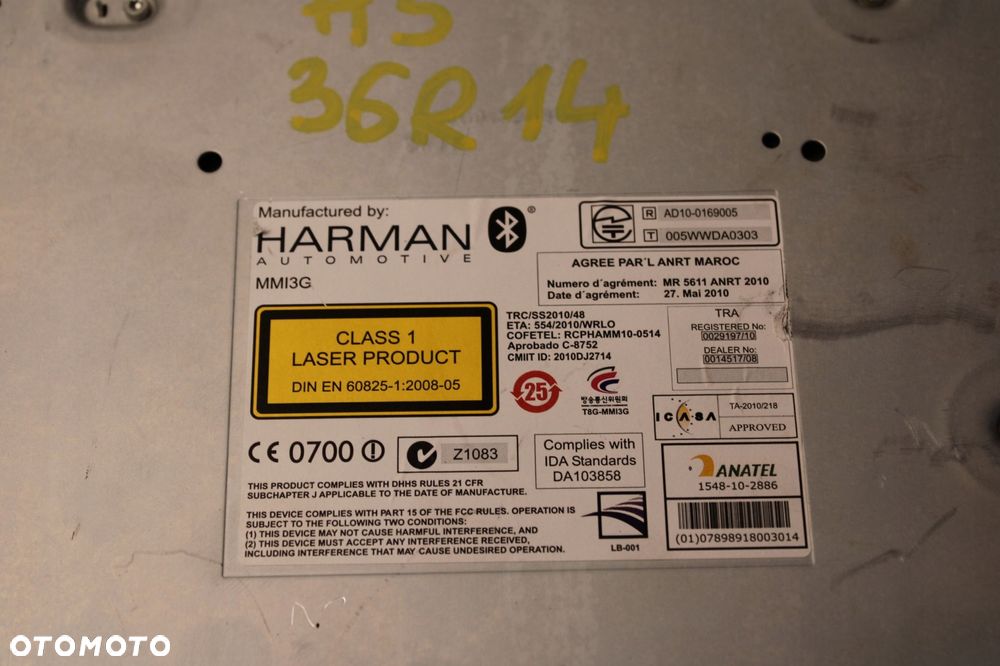 A5
36R14
Manufactured by:
HARMAN
AUTOMOTIVE
MMI3G
R AD10-0169005
T 005WWDA0303
AGREE PAR´L ANRT MAROC
Numero d´agrément: MR 5611 ANRT 2010
Date d´agrément: 27. Mai 2010
CLASS 1
LASER PRODUCT
DIN EN 60825-1:2008-05
TRC/SS2010/48
ETA: 554/2010/WRLO
COFETEL: RCPHAMM10-0514
Aprobado C-8752
CMIIT ID: 2010DJ2714
TRA
REGISTERED No:
0029197/10
DEALER No:
0014517/08
25
방송통신위원회
T8G-MMI3G
ICASA
TA-2010/218
APPROVED
CE 0700
Z1083
Complies with
IDA Standards
DA103858
ANATEL
1548-10-2886
(01)07898918003014
THIS PRODUCT COMPLIES WITH DHHS RULES 21 CFR
SUBCHAPTER J APPLICABLE TO THE DATE OF MANUFACTURE.
THIS DEVICE COMPLIES WITH PART 15 OF THE FCC RULES. OPERATION IS
SUBJECT TO THE FOLLOWING TWO CONDITIONS:
(1) THIS DEVICE MAY NOT CAUSE HARMFUL INTERFERENCE, AND
(2) THIS DEVICE MUST ACCEPT ANY INTERFERENCE RECEIVED,
INCLUDING INTERFERENCE THAT MAY CAUSE UNDESIRED OPERATION.
LB-001
OTOMOTO